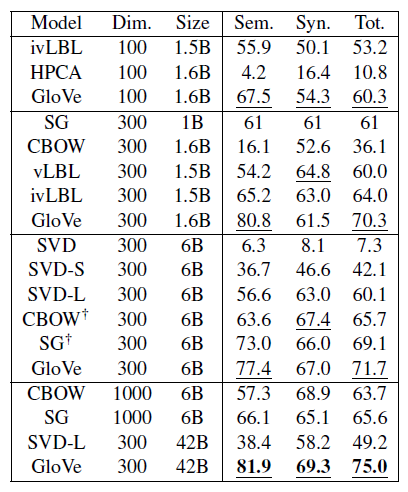 Model Dim. Size Sem. Syn. Tot.
ivLBL 100 1.5B 55.9 50.1 53.2
HPCA 100 1.6B 4.2 16.4 10.8
GloVe 100 1.6B 67.5 54.3 60.3
SG 300 1B 61 61 61
CBOW 300 1.6B 16.1 52.6 36.1
vLBL 300 1.5B 54.2 64.8 60.0
ivLBL 300 1.5B 65.2 63.0 64.0
GloVe 300 1.6B 80.8 61.5 70.3
SVD 300 6B 6.3 8.1 7.3
SVD-S 300 6B 36.7 46.6 42.1
SVD-L 300 6B 56.6 63.0 60.1
CBOW† 300 6B 63.6 67.4 65.7
SG† 300 6B 73.0 66.0 69.1
GloVe 300 6B 77.4 67.0 71.7
CBOW 1000 6B 57.3 68.9 63.7
SG 1000 6B 66.1 65.1 65.6
SVD-L 300 42B 38.4 58.2 49.2
GloVe 300 42B 81.9 69.3 75.0